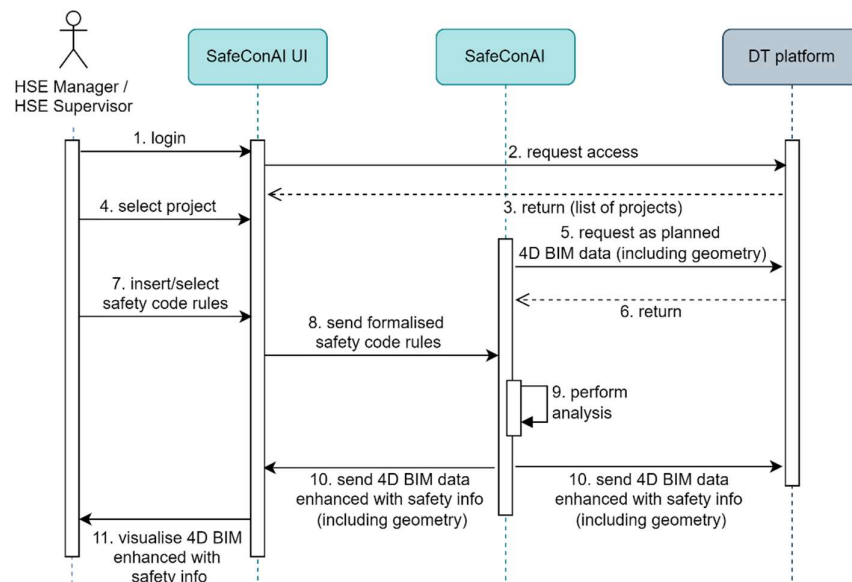 HSE Manager /
HSE Supervisor
SafeConAI UI
SafeConAI
DT platform
1. login
2. request access
3. return (list of projects)
4. select project
5. request as planned
4D BIM data (including geometry)
6. return
7. insert/select
safety code rules
8. send formalised
safety code rules
9. perform
analysis
10. send 4D BIM data
enhanced with safety info
(including geometry)
10. send 4D BIM data
enhanced with safety info
(including geometry)
11. visualise 4D BIM
enhanced with
safety info